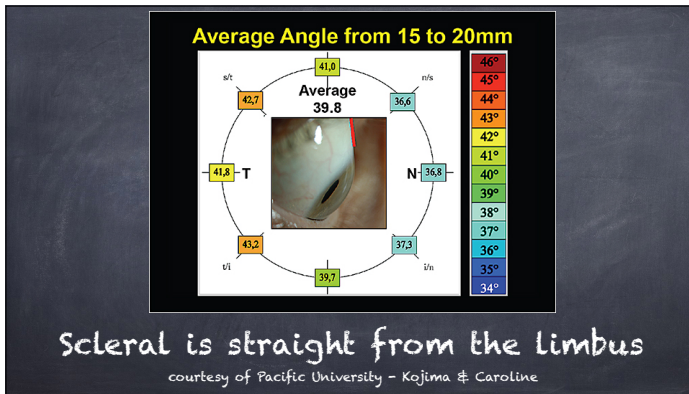 Average Angle from 15 to 20mm
41,0
s/t
n/s
Average
39.8
42,7
36,6
41,8
T
N
36,8
43,2
37,3
t/i
i/n
39,7
46°
45°
44°
43°
42°
41°
40°
39°
38°
37°
36°
35°
34°
Scleral is straight from the limbus
courtesy of Pacific University - Kojima & Caroline